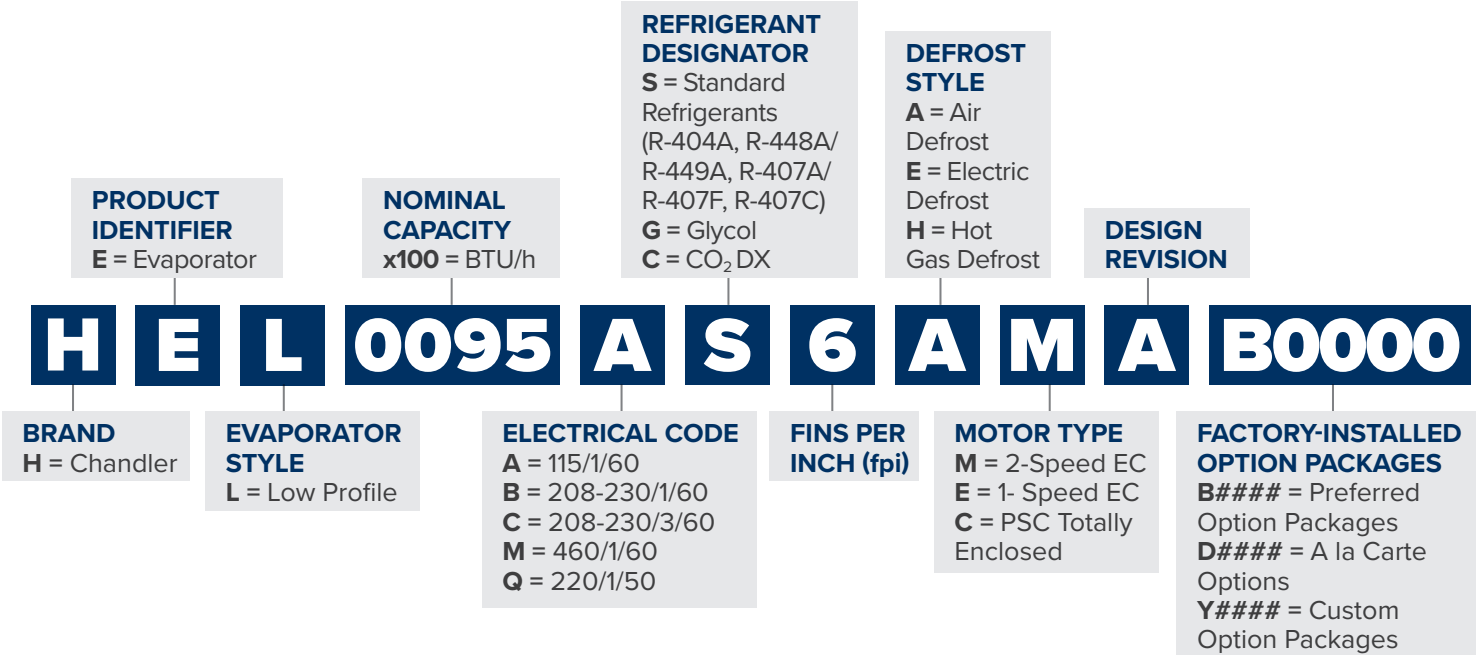 REFRIGERANT
DESIGNATOR
S = Standard
Refrigerants
(R-404A, R-448A/
R-449A, R-407A/
R-407F, R-407C)
G = Glycol
C = CO₂ DX
DEFROST
STYLE
A = Air
Defrost
E = Electric
Defrost
H = Hot
Gas Defrost
PRODUCT
IDENTIFIER
E = Evaporator
NOMINAL
CAPACITY
x100 = BTU/h
DESIGN
REVISION
H E L 0095 A S 6 A M A B0000
BRAND
H = Chandler
EVAPORATOR
STYLE
L = Low Profile
ELECTRICAL CODE
A = 115/1/60
B = 208-230/1/60
C = 208-230/3/60
M = 460/1/60
Q = 220/1/50
FINS PER
INCH (fpi)
MOTOR TYPE
M = 2-Speed EC
E = 1- Speed EC
C = PSC Totally
Enclosed
FACTORY-INSTALLED
OPTION PACKAGES
B#### = Preferred
Option Packages
D#### = A la Carte
Options
Y#### = Custom
Option Packages